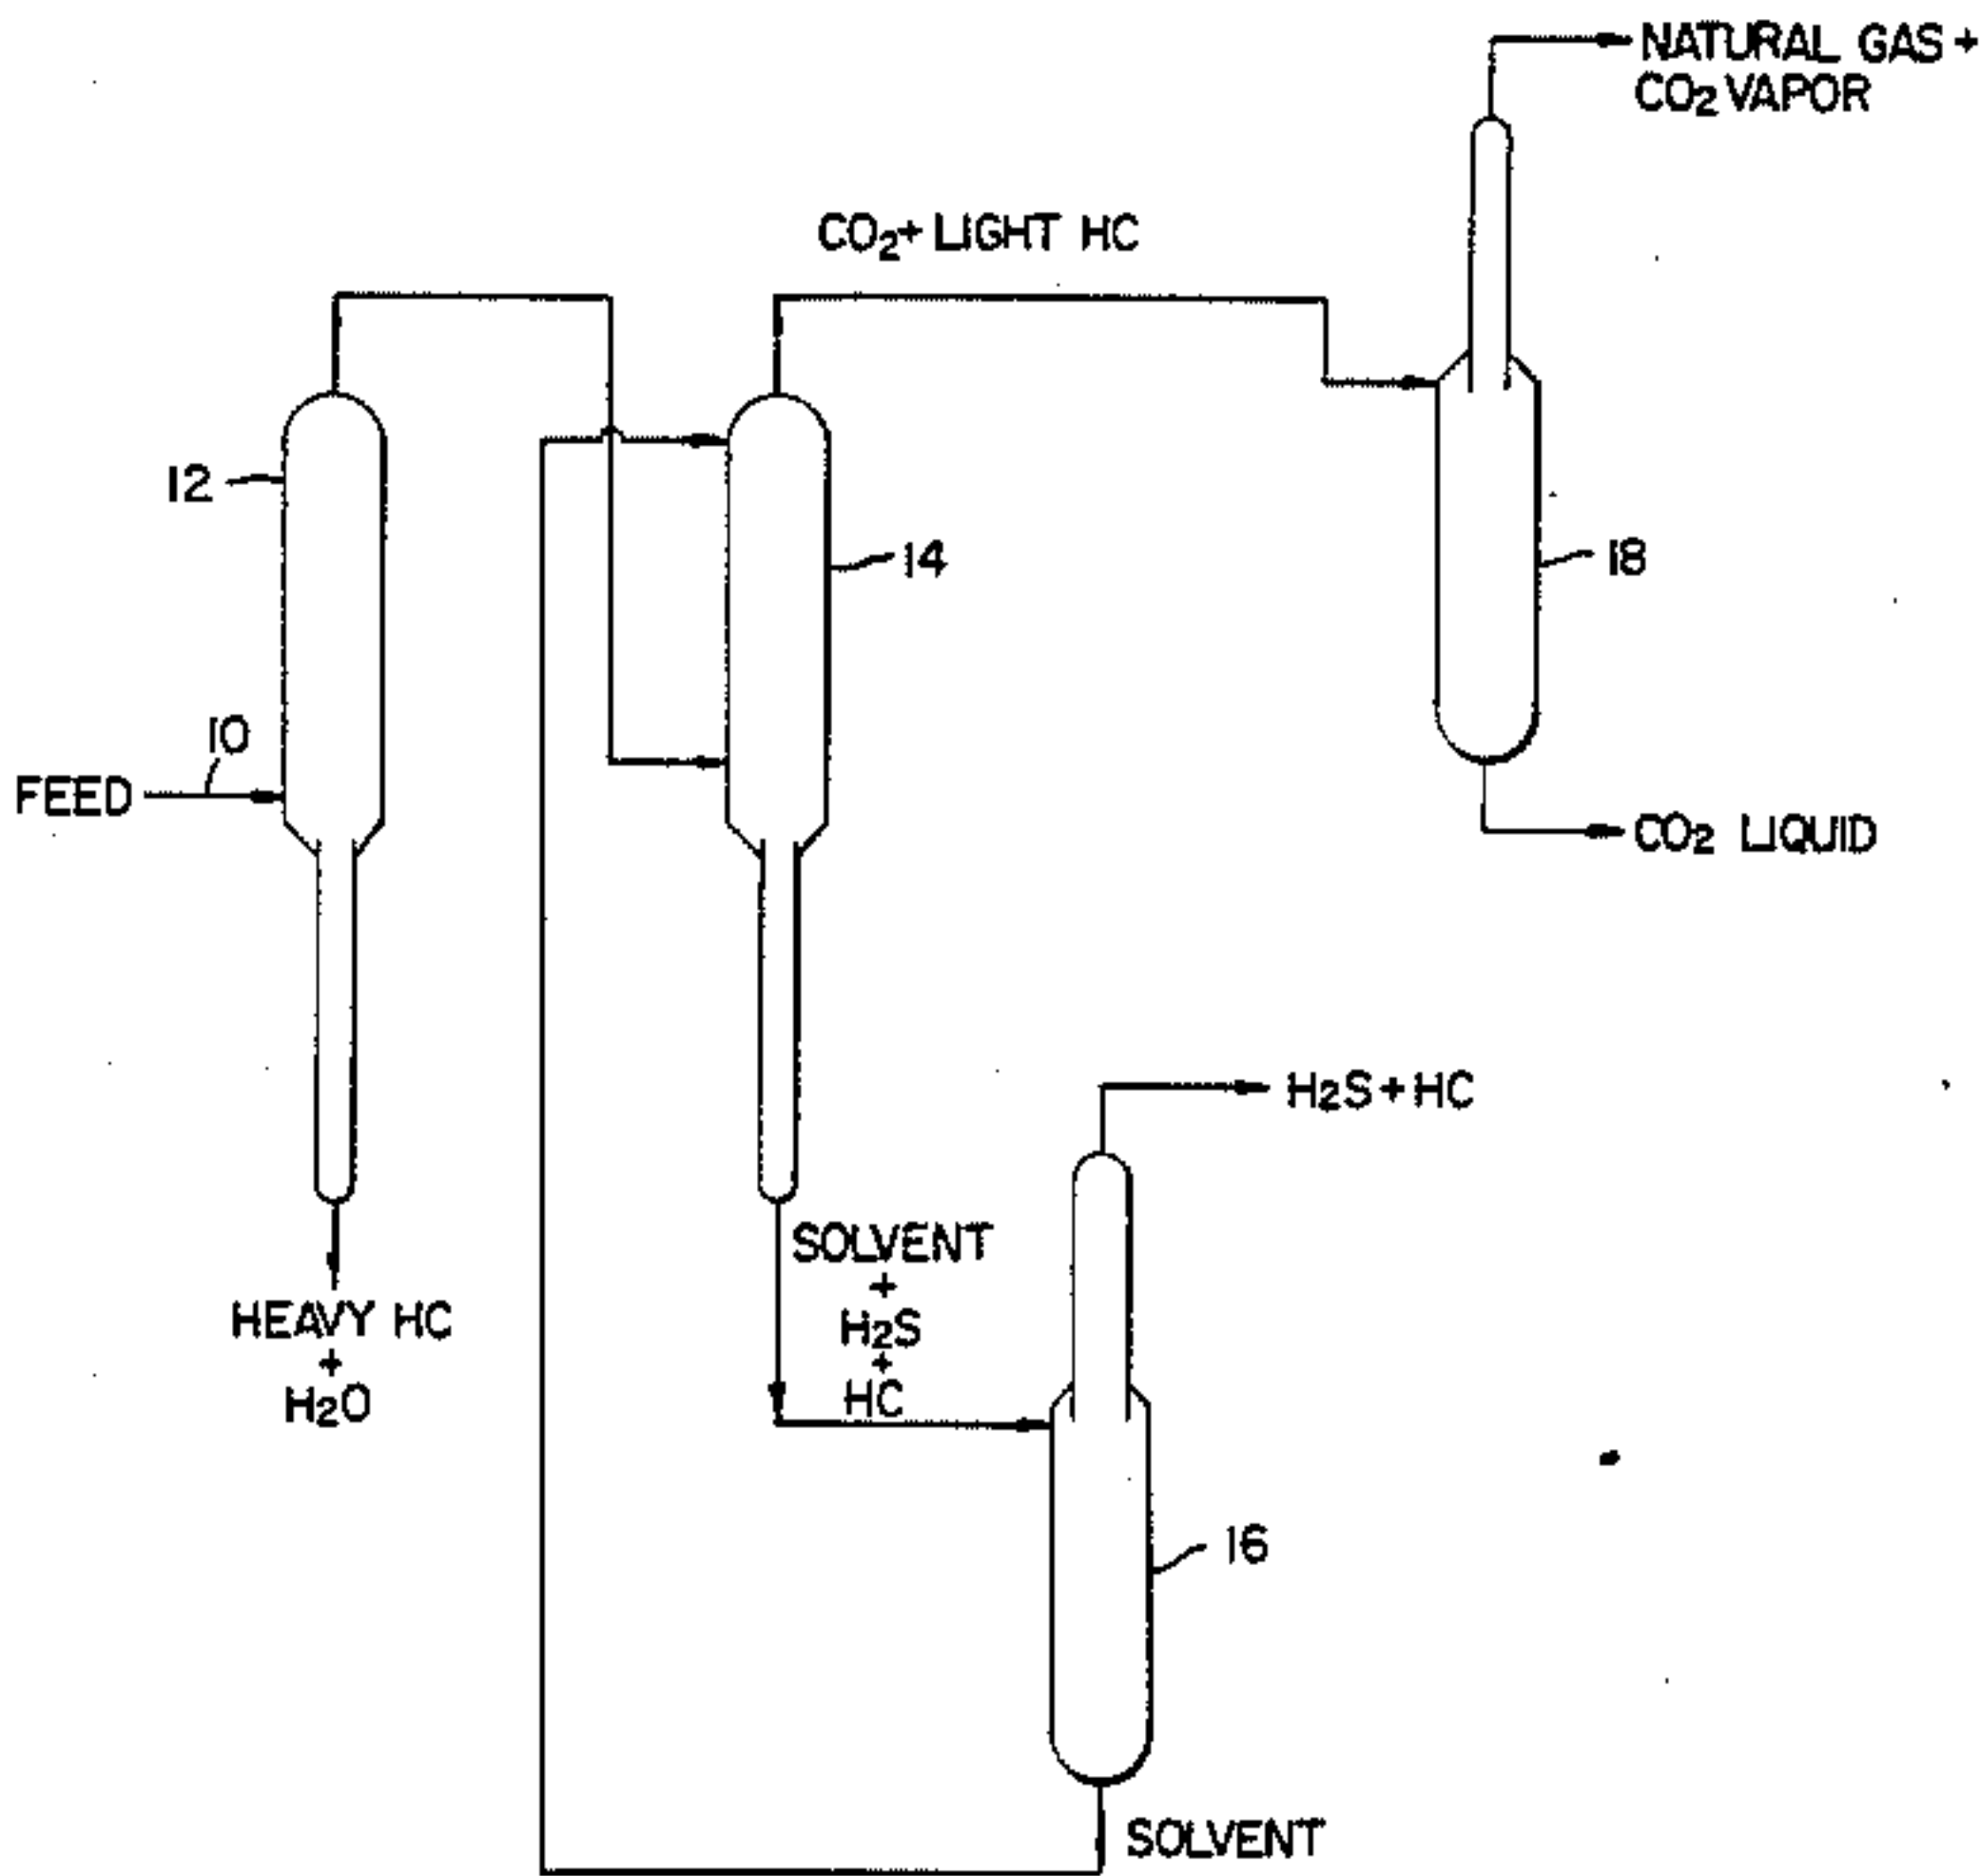 NATURAL GAS +
CO₂ VAPOR
CO₂ + LIGHT HC
12
14
18
10
FEED
CO₂ LIQUID
H₂S + HC
SOLVENT
+
H₂S
+
HC
HEAVY HC
+
H₂O
16
SOLVENT